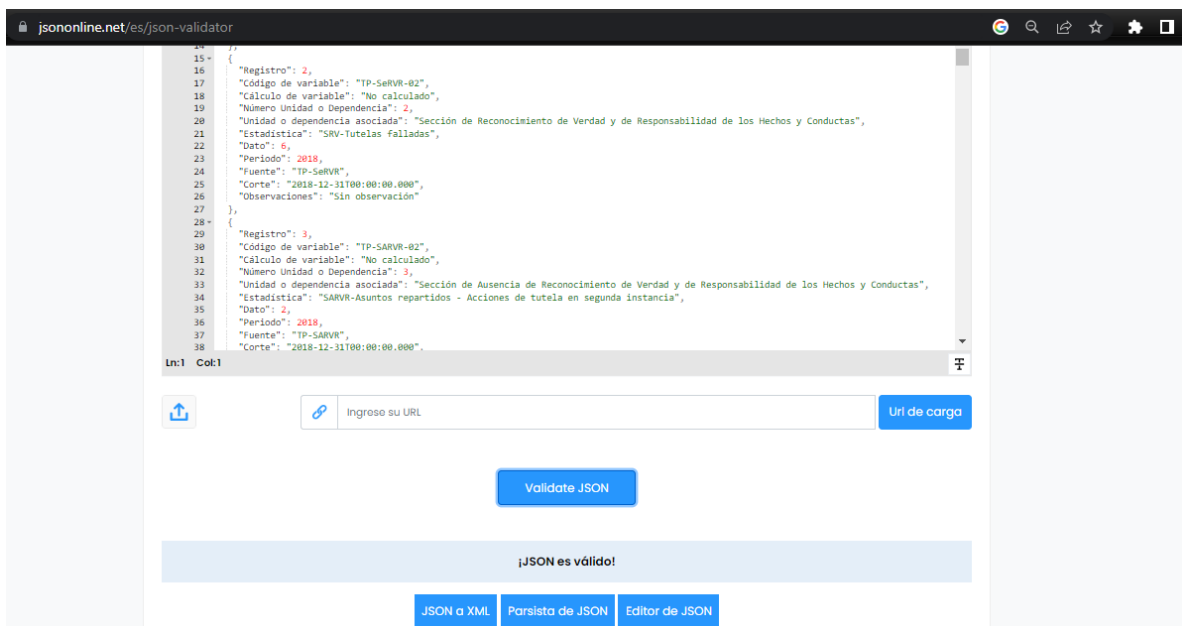 jsononline.net/es/json-validator
14 },
15 {
16 "Registro": 2,
17 "Código de variable": "TP-SeRVR-02",
18 "Cálculo de variable": "No calculado",
19 "Número Unidad o Dependencia": 2,
20 "Unidad o dependencia asociada": "Sección de Reconocimiento de Verdad y de Responsabilidad de los Hechos y Conductas",
21 "Estadística": "SRV-Tutelas falladas",
22 "Dato": 6,
23 "Periodo": 2018,
24 "Fuente": "TP-SeRVR",
25 "Corte": "2018-12-31T00:00:00.000",
26 "Observaciones": "Sin observación"
27 },
28 {
29 "Registro": 3,
30 "Código de variable": "TP-SARVR-02",
31 "Cálculo de variable": "No calculado",
32 "Número Unidad o Dependencia": 3,
33 "Unidad o dependencia asociada": "Sección de Ausencia de Reconocimiento de Verdad y de Responsabilidad de los Hechos y Conductas",
34 "Estadística": "SARVR-Asuntos repartidos - Acciones de tutela en segunda instancia",
35 "Dato": 2,
36 "Periodo": 2018,
37 "Fuente": "TP-SARVR",
38 "Corte": "2018-12-31T00:00:00.000",
Ln:1 Col:1
Ingrese su URL
Url de carga
Validate JSON
¡JSON es válido!
JSON a XML
Parsista de JSON
Editor de JSON